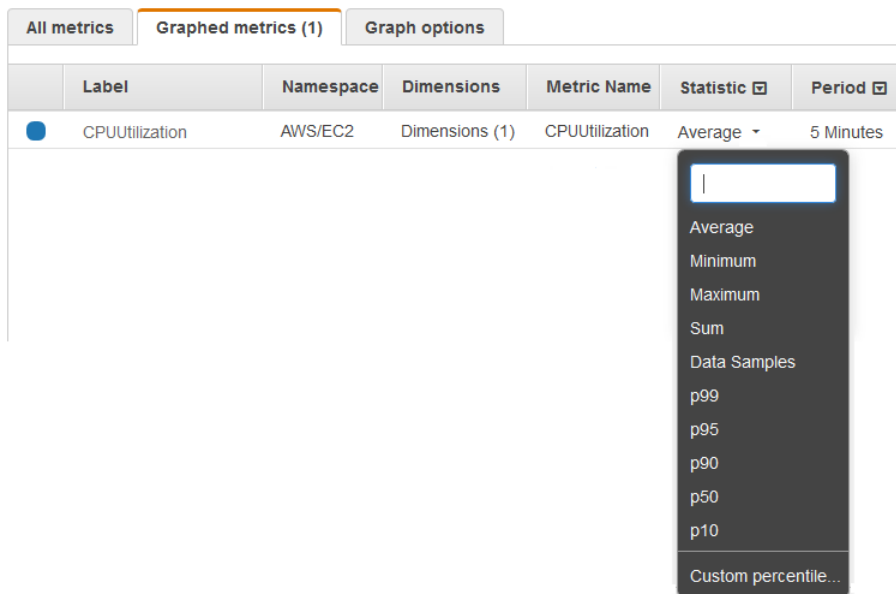 All metrics Graphed metrics (1) Graph options
Label Namespace Dimensions Metric Name Statistic Period
CPUUtilization AWS/EC2 Dimensions (1) CPUUtilization Average 5 Minutes
Average
Minimum
Maximum
Sum
Data Samples
p99
p95
p90
p50
p10
Custom percentile...